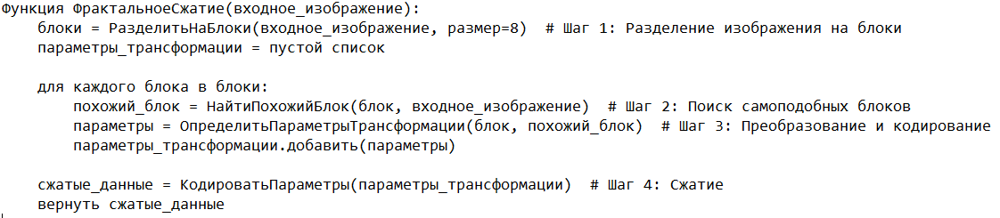 Функция ФрактальноеСжатие(входное_изображение):
блоки = РазделитьНаБлоки(входное_изображение, размер=8)  # Шаг 1: Разделение изображения на блоки
параметры_трансформации = пустой список
для каждого блока в блоки:
похожий_блок = НайтиПохожийБлок(блок, входное_изображение)  # Шаг 2: Поиск самоподобных блоков
параметры = ОпределитьПараметрыТрансформации(блок, похожий_блок)  # Шаг 3: Преобразование и кодирование
параметры_трансформации.добавить(параметры)
сжатые_данные = КодироватьПараметры(параметры_трансформации)  # Шаг 4: Сжатие
вернуть сжатые_данные